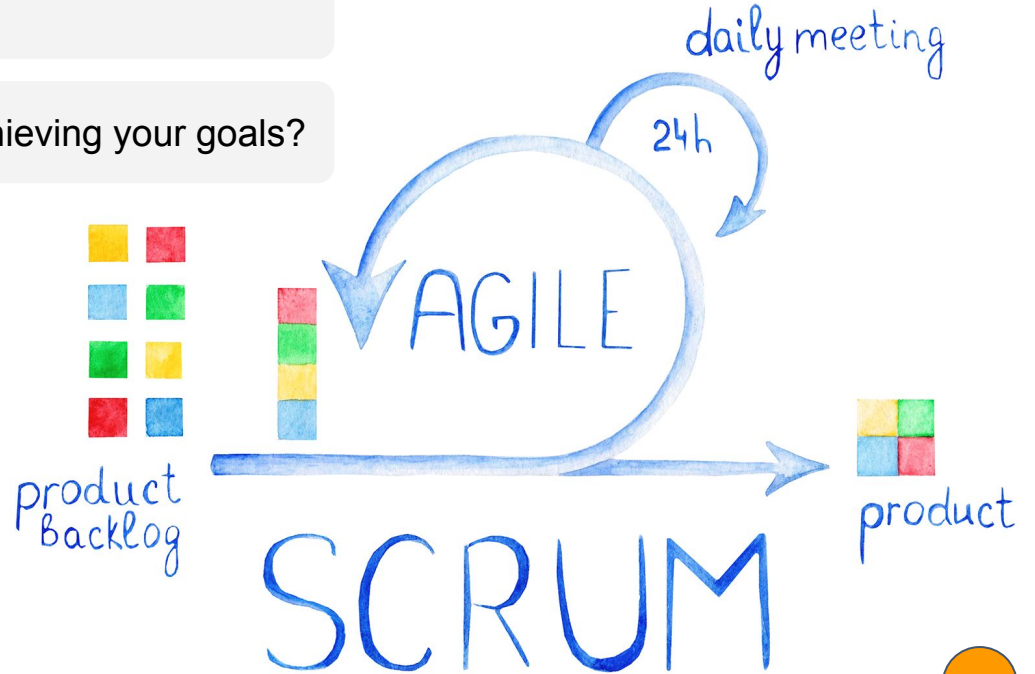 daily meeting
hieving your goals?
24h
AGILE
product
backlog
product
SCRUM